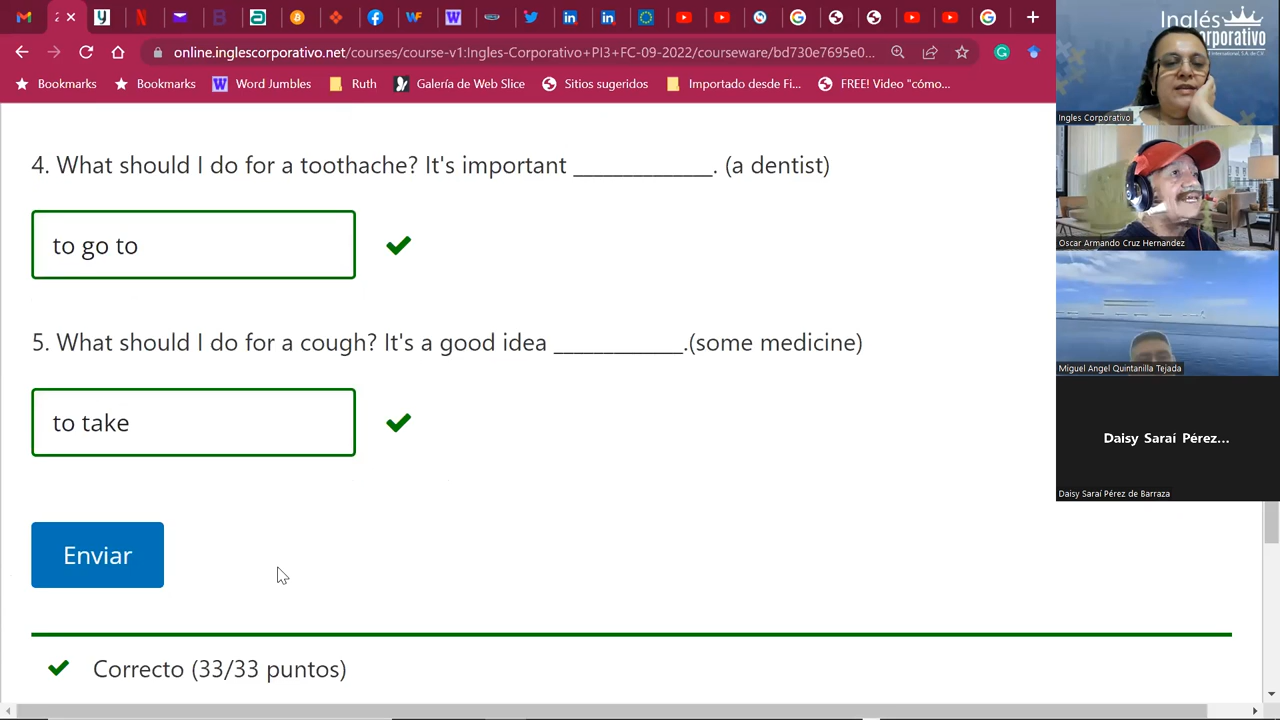 online.inglescorporativo.net/courses/course-v1:Ingles-Corporativo+PI3+FC-09-2022/courseware/bd730e7695e0...
Bookmarks
Bookmarks
Word Jumbles
Ruth
Galería de Web Slice
Sitios sugeridos
Importado desde Fi...
FREE! Video "cómo...
4. What should I do for a toothache? It's important ______________. (a dentist)
to go to
5. What should I do for a cough? It's a good idea _____________.(some medicine)
to take
Enviar
Correcto (33/33 puntos)
Inglés
Corporativo
Ingles Corporativo
Oscar Armando Cruz Hernandez
Miguel Angel Quintanilla Tejada
Daisy Saraí Pérez...
Daisy Saraí Pérez de Barraza